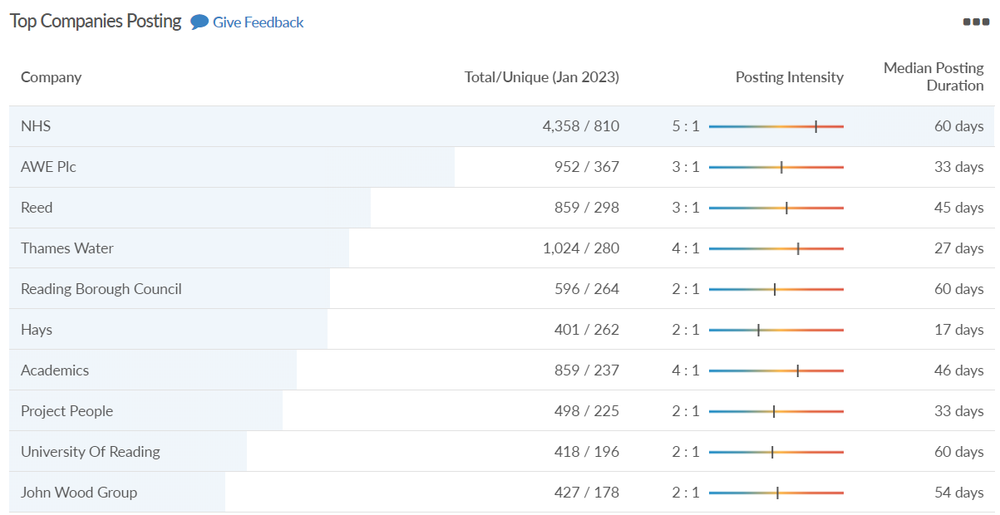 Top Companies Posting Give Feedback
Company Total/Unique (Jan 2023) Posting Intensity Median Posting Duration
NHS 4,358 / 810 5 : 1 60 days
AWE Plc 952 / 367 3 : 1 33 days
Reed 859 / 298 3 : 1 45 days
Thames Water 1,024 / 280 4 : 1 27 days
Reading Borough Council 596 / 264 2 : 1 60 days
Hays 401 / 262 2 : 1 17 days
Academics 859 / 237 4 : 1 46 days
Project People 498 / 225 2 : 1 33 days
University Of Reading 418 / 196 2 : 1 60 days
John Wood Group 427 / 178 2 : 1 54 days